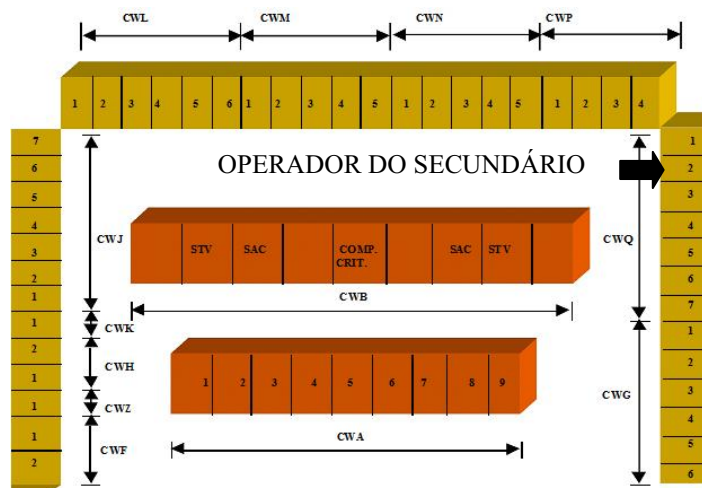 CWL CWM CWN CWP
1 2 3 4 5 6 1 2 3 4 5 1 2 3 4 5 1 2 3 4
7
6
5
4
3
2
1
1
2
1
1
1
2
CWJ
CWK
CWH
CWZ
CWF
OPERADOR DO SECUNDÁRIO
STV SAC COMP. CRIT. SAC STV
CWB
1 2 3 4 5 6 7 8 9
CWA
CWQ
CWG
1
2
3
4
5
6
7
1
2
3
4
5
6